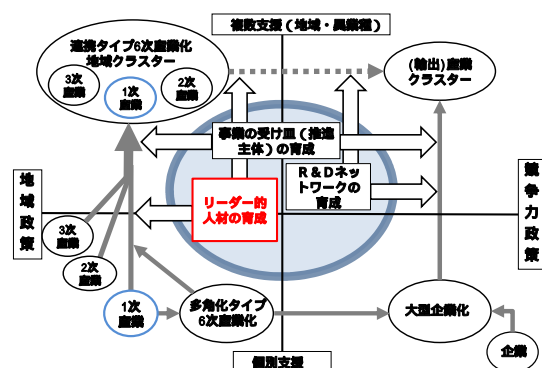 複数支援（地域・異業種）
連携タイプ6次産業化
地域クラスター
3次
産業
1次
産業
2次
産業
(輸出)産業
クラスター
事業の受け皿（推進
主体）の育成
Ｒ＆Ｄネッ
トワークの
育成
リーダー的
人材の育成
地域政策
競争力政策
3次
産業
2次
産業
1次
産業
多角化タイプ
6次産業化
大型企業化
企業
個別支援